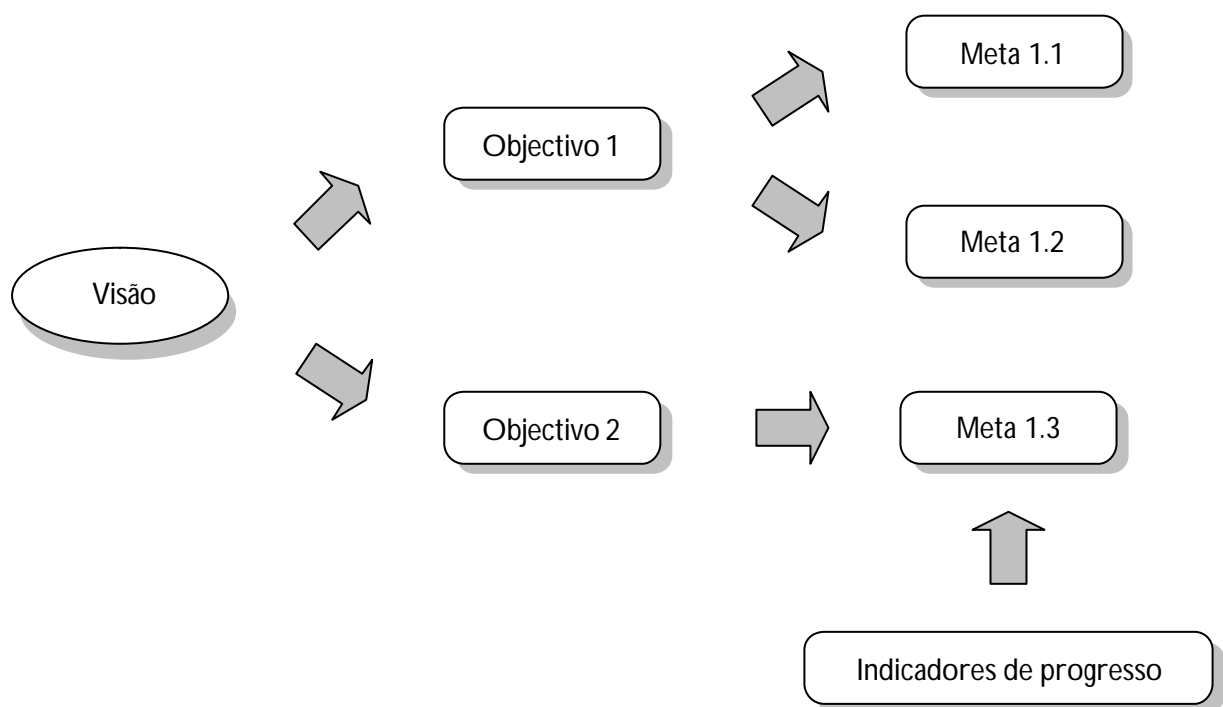 Meta 1.1
Objectivo 1
Meta 1.2
Visão
Objectivo 2
Meta 1.3
Indicadores de progresso